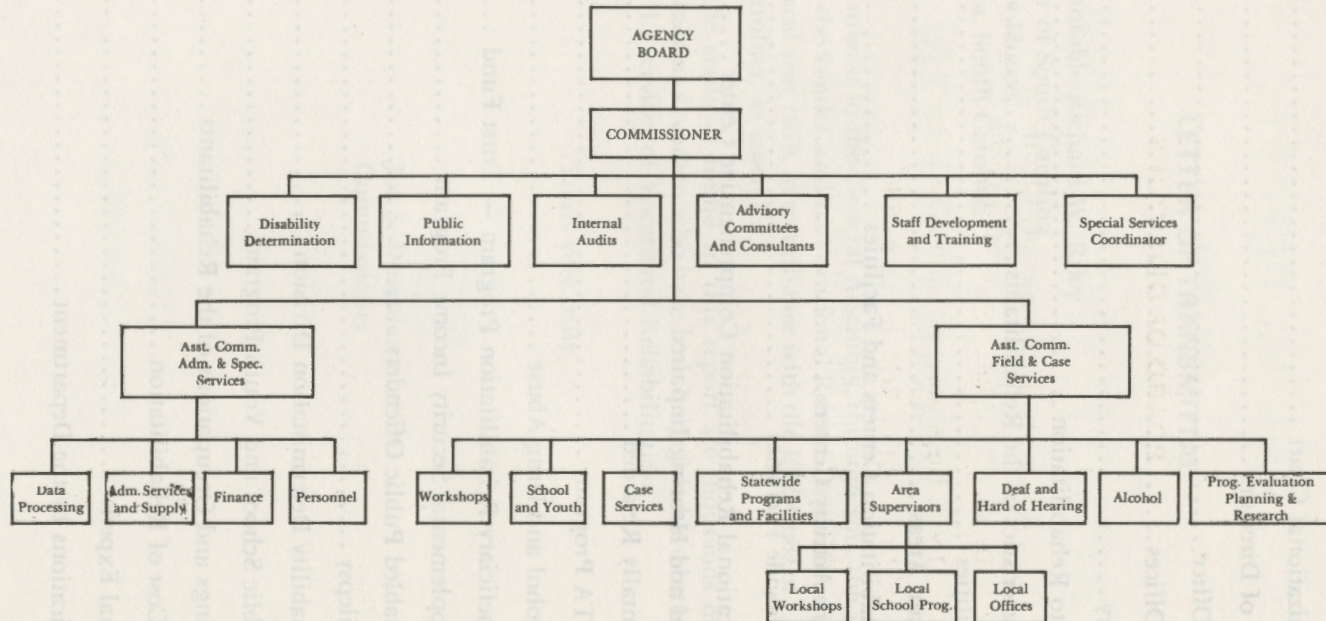 AGENCY
BOARD
COMMISSIONER
Disability
Determination
Public
Information
Internal
Audits
Advisory
Committees
And Consultants
Staff Development
and Training
Special Services
Coordinator
Asst. Comm.
Adm. & Spec.
Services
Asst. Comm.
Field & Case
Services
Data
Processing
Adm. Services
and Supply
Finance
Personnel
Workshops
School
and Youth
Case
Services
Statewide
Programs
and Facilities
Area
Supervisors
Deaf and
Hard of Hearing
Alcohol
Prog. Evaluation
Planning &
Research
Local
Workshops
Local
School Prog.
Local
Offices